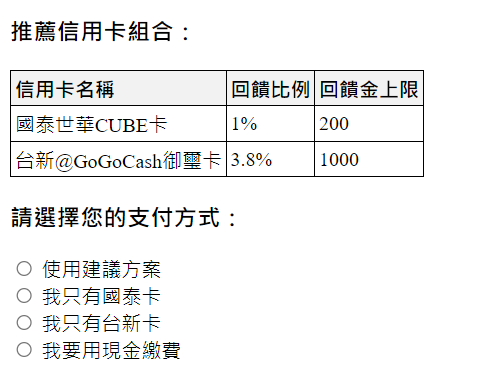 推薦信用卡組合：
信用卡名稱 回饋比例 回饋金上限
國泰世華CUBE卡 1% 200
台新@GoGoCash御璽卡 3.8% 1000
請選擇您的支付方式：
使用建議方案
我只有國泰卡
我只有台新卡
我要用現金繳費